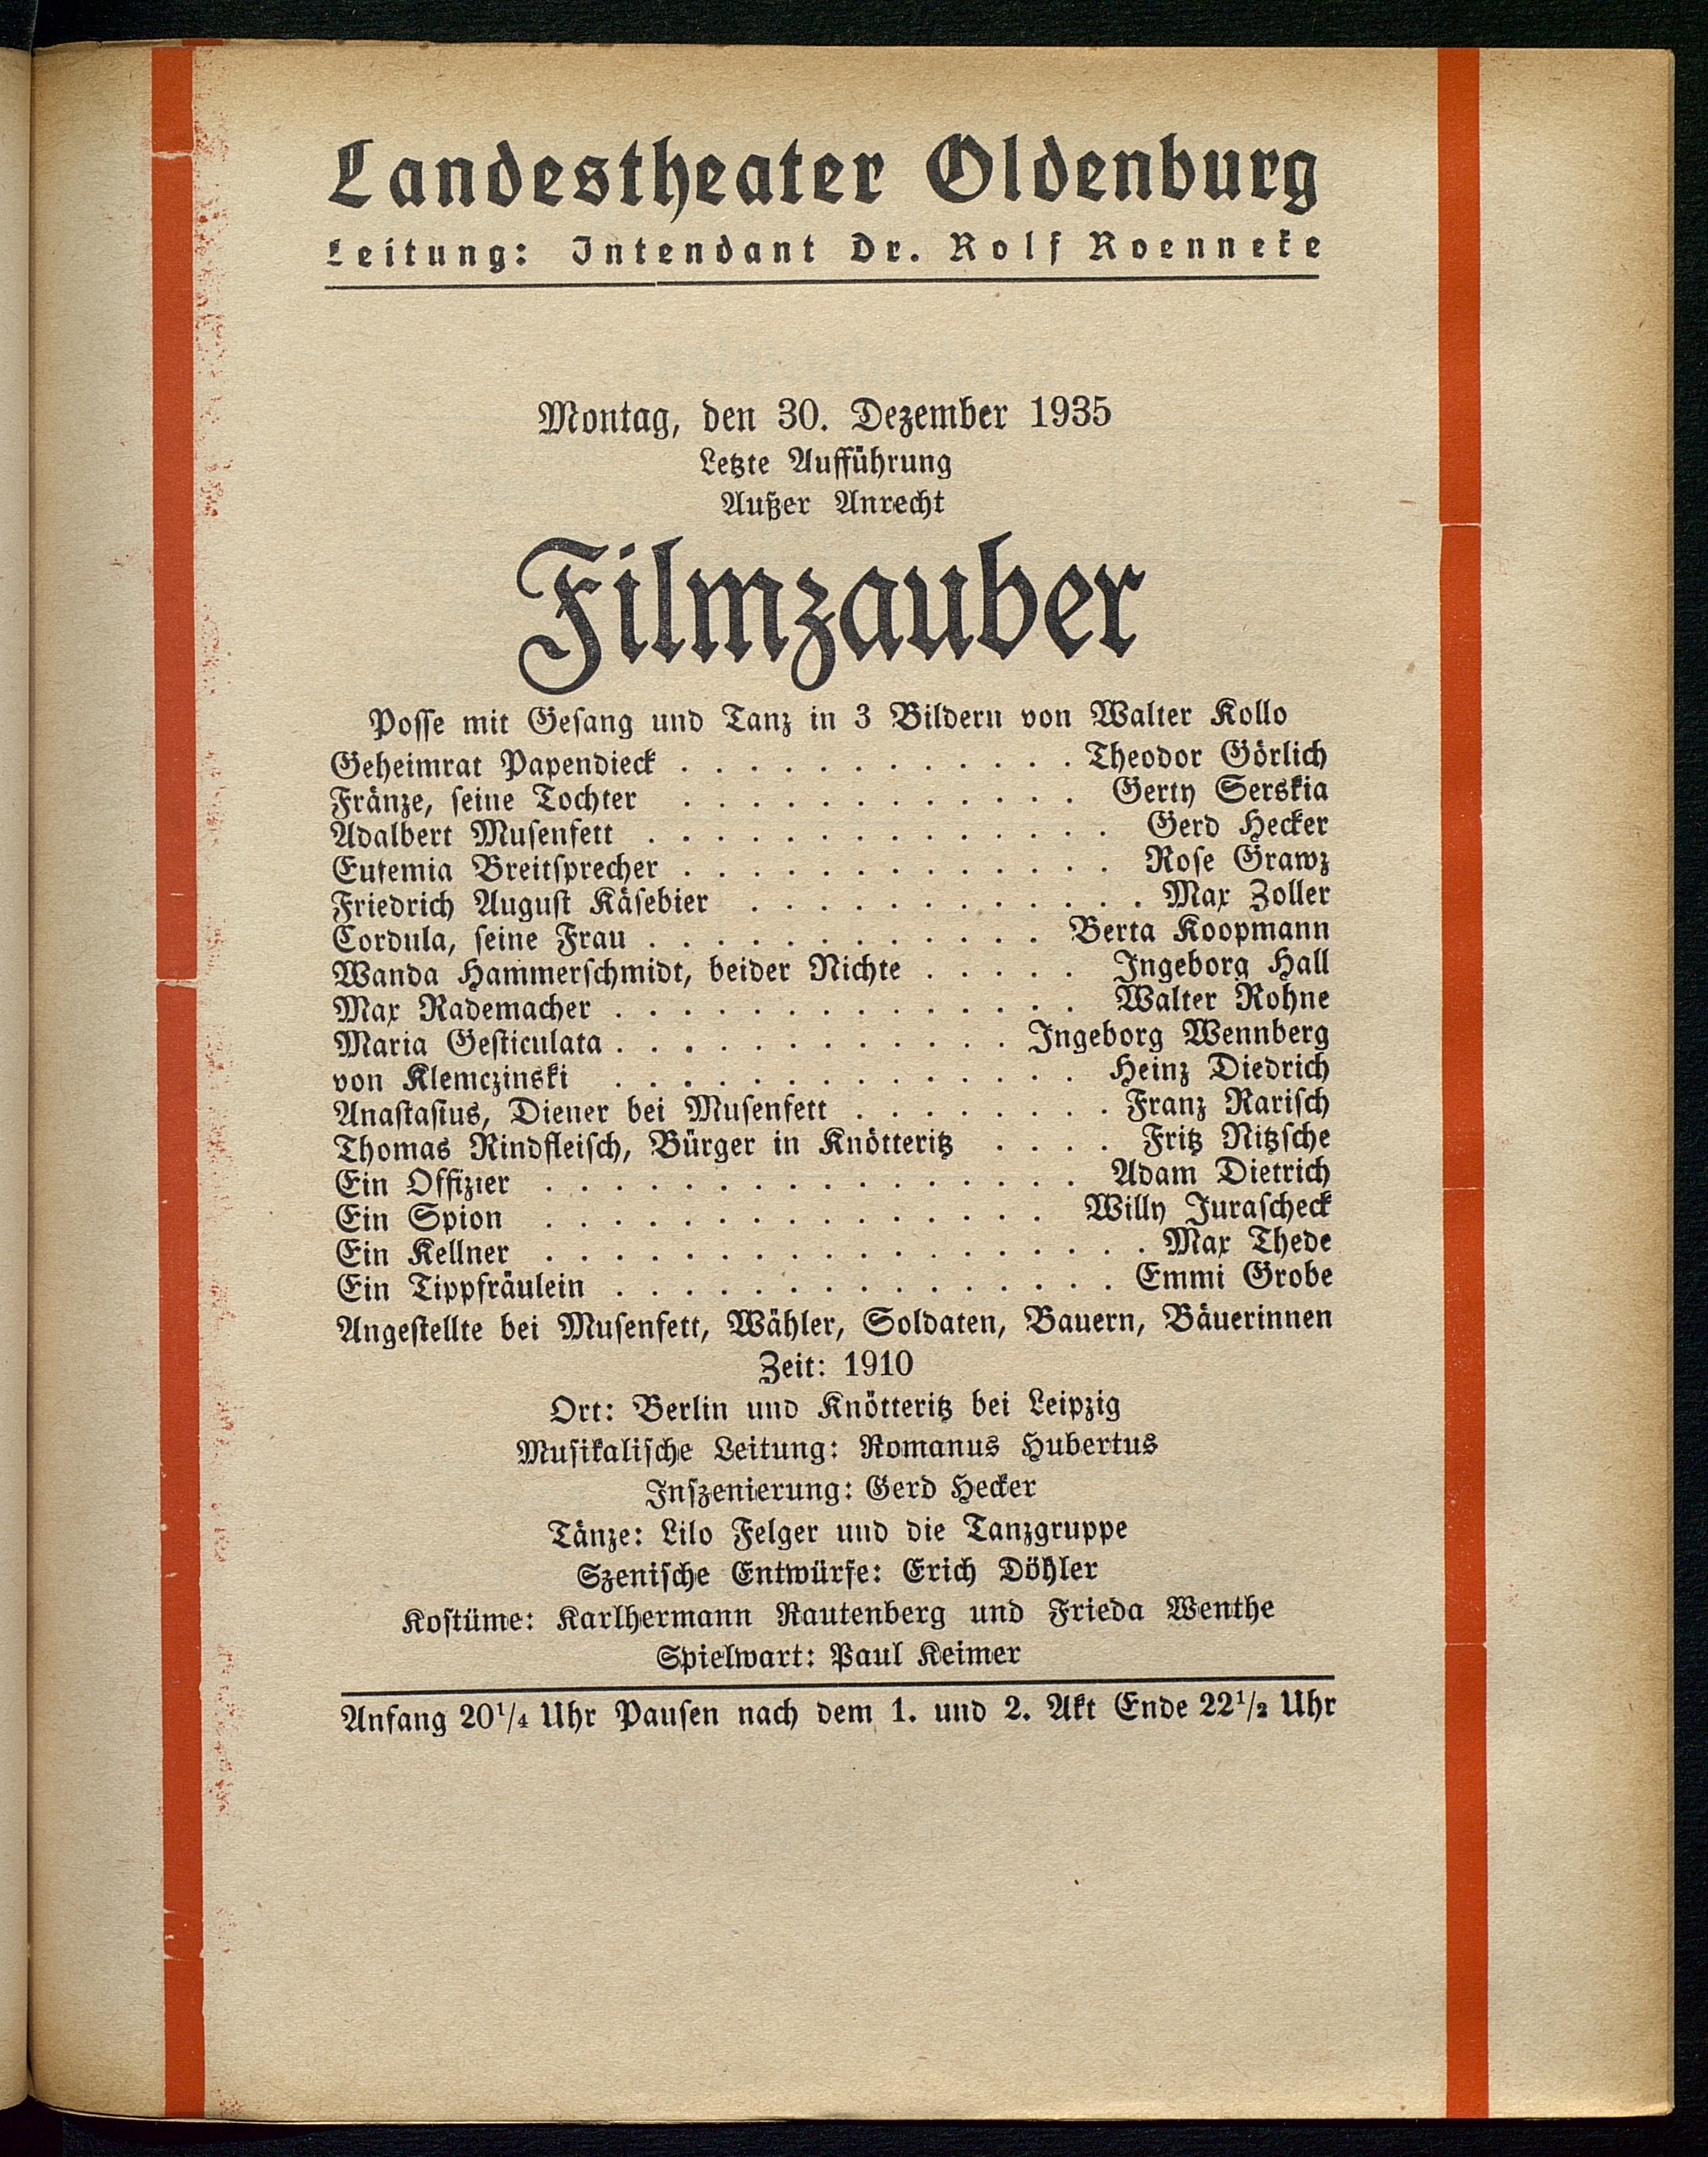 Landestheater Oldenburg
Leitung: Intendant Dr. Rolf Roenneke
Montag, den 30. Dezember 1935
Letzte Aufführung
Außer Anrecht
Filmzauber
Posse mit Gesang und Tanz in 3 Bildern von Walter Kollo
Geheimrat Papendieck . . . . . . . . . . . . Theodor Görlich
Fränze, seine Tochter . . . . . . . . . . . . Gerty Serskia
Adalbert Musenfett . . . . . . . . . . . . . . Gerd Hecker
Eufemia Breitsprecher . . . . . . . . . . . . . Rose Grawz
Friedrich August Käsebier . . . . . . . . . . . . Max Zoller
Cordula, seine Frau . . . . . . . . . . . . Berta Koopmann
Wanda Hammerschmidt, beider Nichte . . . . . Ingeborg Hall
Max Rademacher . . . . . . . . . . . . . . Walter Rohne
Maria Gesticulata . . . . . . . . . . . . Ingeborg Wennberg
von Klemczinski . . . . . . . . . . . . . . Heinz Diedrich
Anastasius, Diener bei Musenfett . . . . . . . . Franz Rarisch
Thomas Rindfleisch, Bürger in Knötteritz . . . . Fritz Nitzsche
Ein Offizier . . . . . . . . . . . . . . . . Adam Dietrich
Ein Spion . . . . . . . . . . . . . . . Willy Jurascheck
Ein Kellner . . . . . . . . . . . . . . . . . . Max Thede
Ein Tippfräulein . . . . . . . . . . . . . . . Emmi Grobe
Angestellte bei Musenfett, Wähler, Soldaten, Bauern, Bäuerinnen
Zeit: 1910
Ort: Berlin und Knötteritz bei Leipzig
Musikalische Leitung: Romanus Hubertus
Inszenierung: Gerd Hecker
Tänze: Lilo Felger und die Tanzgruppe
Szenische Entwürfe: Erich Döhler
Kostüme: Karlhermann Rautenberg und Frieda Wenthe
Spielwart: Paul Keimer
Anfang 20¹/₄ Uhr Pausen nach dem 1. und 2. Akt Ende 22¹/₂ Uhr